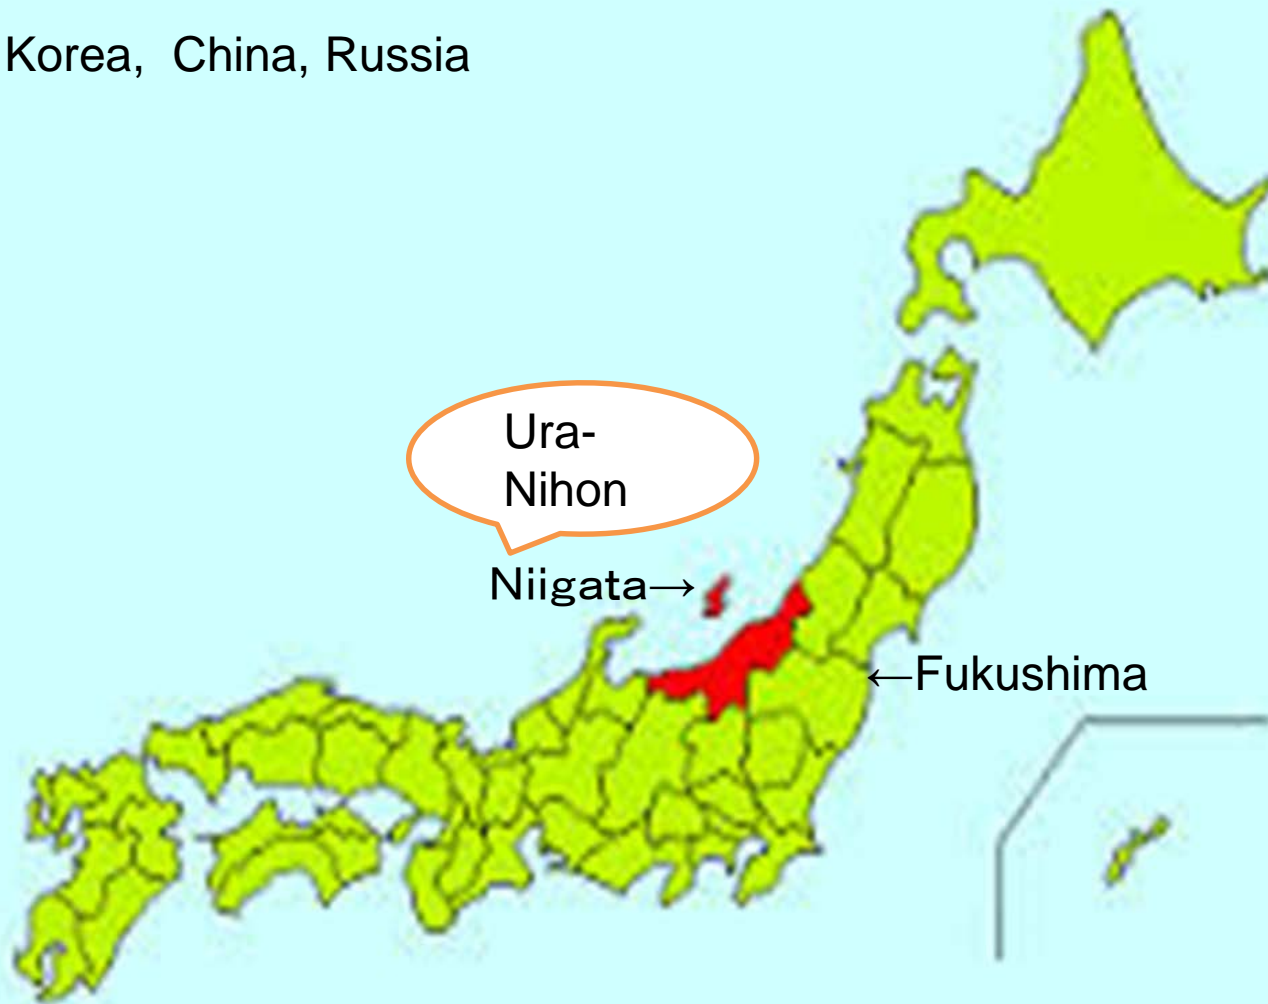 Korea, China, Russia
Ura-
Nihon
Niigata→
←Fukushima